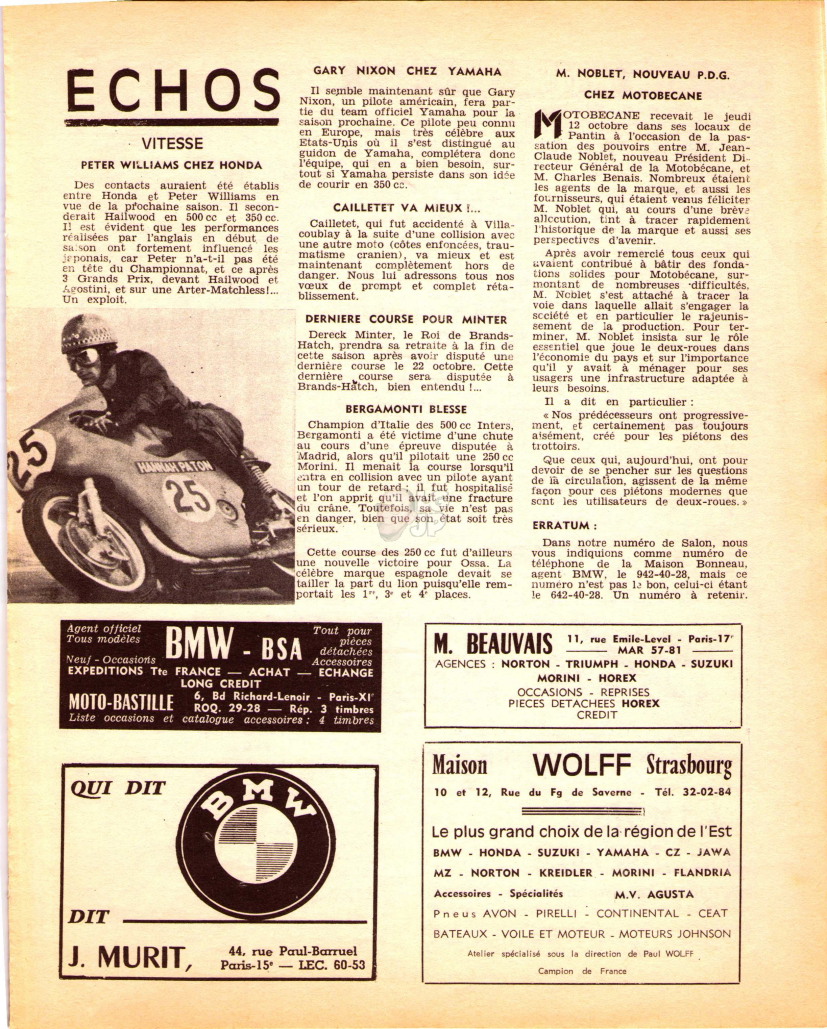 ECHOS
VITESSE
PETER WILLIAMS CHEZ HONDA
Des contacts auraient été établis
entre Honda et Peter Williams en
vue de la prochaine saison. Il secon-
derait Hailwood en 500 cc et 350 cc.
Il est évident que les performances
réalisées par l'anglais en début de
saison ont fortement influencé les
japonais, car Peter n'a-t-il pas été
en tête du Championnat, et ce après
3 Grands Prix, devant Hailwood et
Agostini, et sur une Arter-Matchless!...
Un exploit.
25
HANNAH PATON
25
GARY NIXON CHEZ YAMAHA
Il semble maintenant sûr que Gary
Nixon, un pilote américain, fera par-
tie du team officiel Yamaha pour la
saison prochaine. Ce pilote peu connu
en Europe, mais très célèbre aux
Etats-Unis où il s'est distingué au
guidon de Yamaha, complétera donc
l'équipe, qui en a bien besoin, sur-
tout si Yamaha persiste dans son idée
de courir en 350 cc.
CAILLETET VA MIEUX !...
Cailletet, qui fut accidenté à Villa-
coublay à la suite d'une collision avec
une autre moto (côtes enfoncées, trau-
matisme cranien), va mieux et est
maintenant complètement hors de
danger. Nous lui adressons tous nos
vœux de prompt et complet réta-
blissement.
DERNIERE COURSE POUR MINTER
Dereck Minter, le Roi de Brands-
Hatch, prendra sa retraite à la fin de
cette saison après avoir disputé une
dernière course le 22 octobre. Cette
dernière course sera disputée à
Brands-Hatch, bien entendu !...
BERGAMONTI BLESSE
Champion d'Italie des 500 cc Inters,
Bergamonti a été victime d'une chute
au cours d'une épreuve disputée à
Madrid, alors qu'il pilotait une 250 cc
Morini. Il menait la course lorsqu'il
entra en collision avec un pilote ayant
un tour de retard ; il fut hospitalisé
et l'on apprit qu'il avait une fracture
du crâne. Toutefois, sa vie n'est pas
en danger, bien que son état soit très
sérieux.
Cette course des 250 cc fut d'ailleurs
une nouvelle victoire pour Ossa. La
célèbre marque espagnole devait se
tailler la part du lion puisqu'elle rem-
portait les 1er, 3e et 4e places.
M. NOBLET, NOUVEAU P.D.G.
CHEZ MOTOBECANE
MOTOBECANE recevait le jeudi
12 octobre dans ses locaux de
Pantin à l'occasion de la pas-
sation des pouvoirs entre M. Jean-
Claude Noblet, nouveau Président Di-
recteur Général de la Motobécane, et
M. Charles Benais. Nombreux étaient
les agents de la marque, et aussi les
fournisseurs, qui étaient venus féliciter
M. Noblet qui, au cours d'une brève
allocution, tint à tracer rapidement
l'historique de la marque et aussi ses
perspectives d'avenir.
Après avoir remercié tous ceux qui
avaient contribué à bâtir des fonda-
tions solides pour Motobécane, sur-
montant de nombreuses difficultés,
M. Noblet s'est attaché à tracer la
voie dans laquelle allait s'engager la
société et en particulier le rajeunis-
sement de la production. Pour ter-
miner, M. Noblet insista sur le rôle
essentiel que joue le deux-roues dans
l'économie du pays et sur l'importance
qu'il y avait à ménager pour ses
usagers une infrastructure adaptée à
leurs besoins.
Il a dit en particulier :
« Nos prédécesseurs ont progressive-
ment, et certainement pas toujours
aisément, créé pour les piétons des
trottoirs.
Que ceux qui, aujourd'hui, ont pour
devoir de se pencher sur les questions
de la circulation, agissent de la même
façon pour ces piétons modernes que
sont les utilisateurs de deux-roues. »
ERRATUM :
Dans notre numéro de Salon, nous
vous indiquions comme numéro de
téléphone de la Maison Bonneau,
agent BMW, le 942-40-28, mais ce
numero n'est pas le bon, celui-ci étant
le 642-40-28. Un numéro à retenir.
Agent officiel
Tous modèles
BMW - BSA
Tout pour
pièces
détachées
Neuf - Occasions
Accessoires
EXPEDITIONS Tte FRANCE — ACHAT — ECHANGE
LONG CREDIT
MOTO-BASTILLE
6, Bd Richard-Lenoir - Paris-XIe
ROQ. 29-28 — Rép. 3 timbres
Liste occasions et catalogue accessoires : 4 timbres
M. BEAUVAIS
11, rue Emile-Level - Paris-17e
MAR 57-81
AGENCES : NORTON - TRIUMPH - HONDA - SUZUKI
MORINI - HOREX
OCCASIONS - REPRISES
PIECES DETACHEES HOREX
CREDIT
QUI DIT
BMW
DIT
J. MURIT,
44, rue Paul-Barruel
Paris-15e — LEC. 60-53
Maison WOLFF Strasbourg
10 et 12, Rue du Fg de Saverne - Tél. 32-02-84
Le plus grand choix de la région de l'Est
BMW - HONDA - SUZUKI - YAMAHA - CZ - JAWA
MZ - NORTON - KREIDLER - MORINI - FLANDRIA
Accessoires - Spécialités M.V. AGUSTA
Pneus AVON - PIRELLI - CONTINENTAL - CEAT
BATEAUX - VOILE ET MOTEUR - MOTEURS JOHNSON
Atelier spécialisé sous la direction de Paul WOLFF
Campion de France